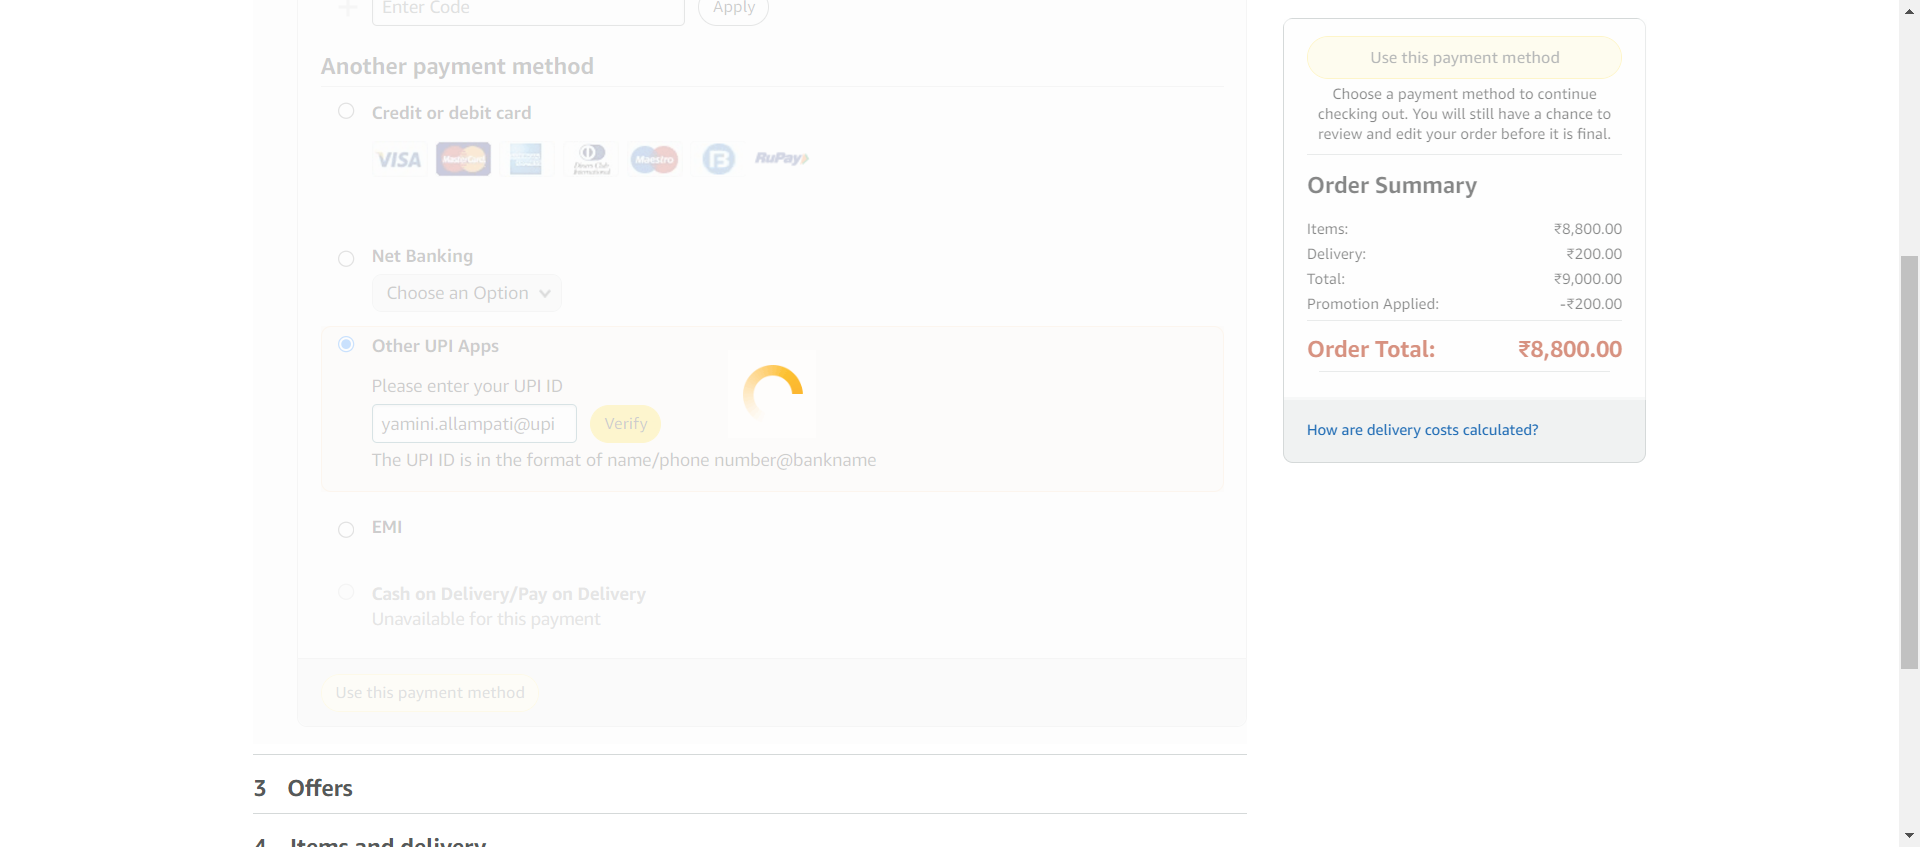 Enter Code
Apply
Another payment method
Credit or debit card
VISA MasterCard Diners Club International Maestro B RuPay
Net Banking
Choose an Option
Other UPI Apps
Please enter your UPI ID
yamini.allampati@upi
Verify
The UPI ID is in the format of name/phone number@bankname
EMI
Cash on Delivery/Pay on Delivery
Unavailable for this payment
Use this payment method
3 Offers
4 Items and delivery
Use this payment method
Choose a payment method to continue
checking out. You will still have a chance to
review and edit your order before it is final.
Order Summary
Items: ₹8,800.00
Delivery: ₹200.00
Total: ₹9,000.00
Promotion Applied: -₹200.00
Order Total: ₹8,800.00
How are delivery costs calculated?